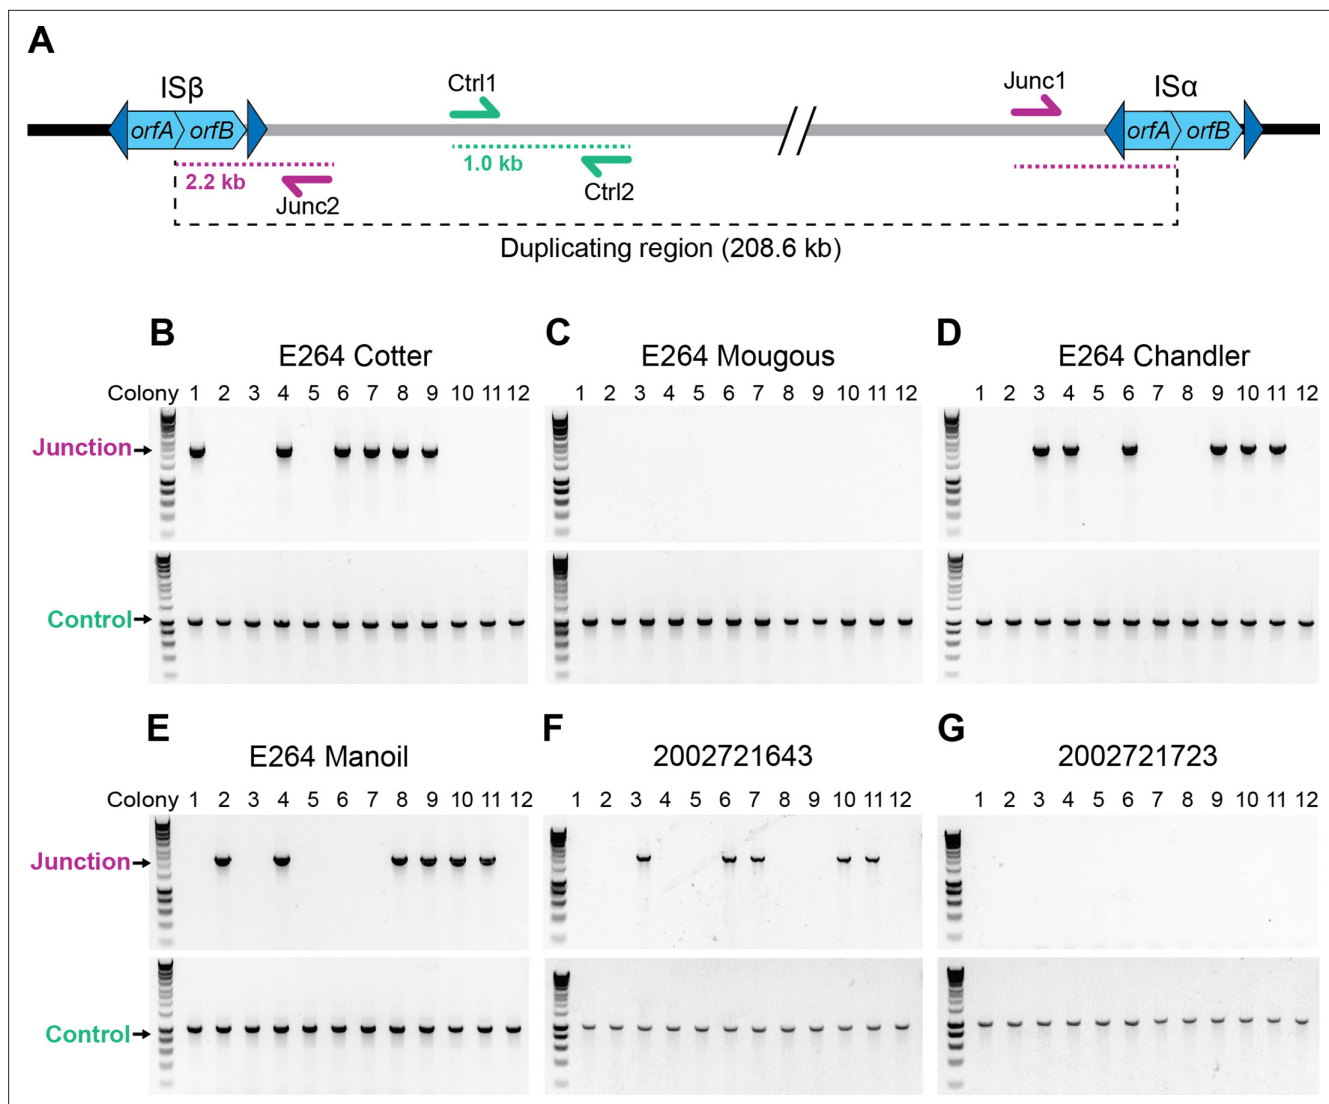 A
ISβ
Ctrl1
Junc1
ISα
orfA orfB
orfA orfB
2.2 kb
1.0 kb
Junc2
Ctrl2
Duplicating region (208.6 kb)
B
E264 Cotter
C
E264 Mougous
D
E264 Chandler
Colony 1 2 3 4 5 6 7 8 9 10 11 12
1 2 3 4 5 6 7 8 9 10 11 12
1 2 3 4 5 6 7 8 9 10 11 12
Junction
Control
E
E264 Manoil
F
2002721643
G
2002721723
Colony 1 2 3 4 5 6 7 8 9 10 11 12
1 2 3 4 5 6 7 8 9 10 11 12
1 2 3 4 5 6 7 8 9 10 11 12
Junction
Control